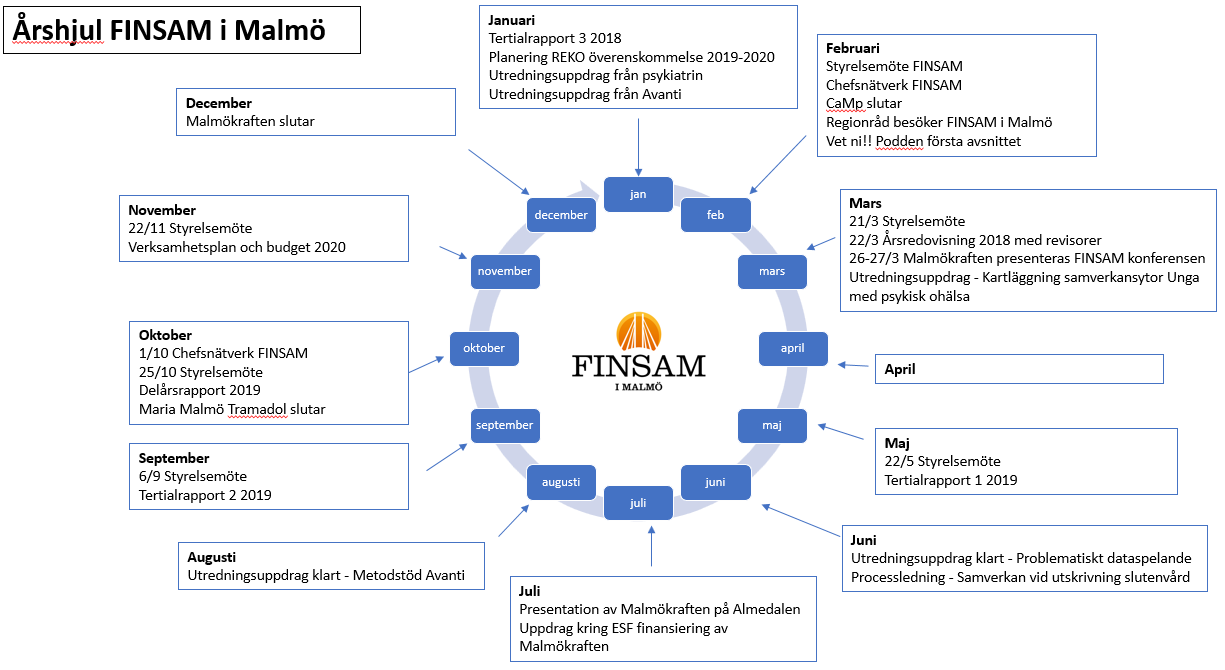 Årshjul FINSAM i Malmö
Januari
Tertialrapport 3 2018
Planering REKO överenskommelse 2019-2020
Utredningsuppdrag från psykiatrin
Utredningsuppdrag från Avanti
Februari
Styrelsemöte FINSAM
Chefsnätverk FINSAM
CaMp slutar
Regionråd besöker FINSAM i Malmö
Vet ni!! Podden första avsnittet
Mars
21/3 Styrelsemöte
22/3 Årsredovisning 2018 med revisorer
26-27/3 Malmökraften presenteras FINSAM konferensen
Utredningsuppdrag - Kartläggning samverkansytor Unga
med psykisk ohälsa
April
Maj
22/5 Styrelsemöte
Tertialrapport 1 2019
Juni
Utredningsuppdrag klart - Problematiskt dataspelande
Processledning - Samverkan vid utskrivning slutenvård
Juli
Presentation av Malmökraften på Almedalen
Uppdrag kring ESF finansiering av
Malmökraften
Augusti
Utredningsuppdrag klart - Metodstöd Avanti
September
6/9 Styrelsemöte
Tertialrapport 2 2019
Oktober
1/10 Chefsnätverk FINSAM
25/10 Styrelsemöte
Delårsrapport 2019
Maria Malmö Tramadol slutar
November
22/11 Styrelsemöte
Verksamhetsplan och budget 2020
December
Malmökraften slutar
jan
feb
mars
april
maj
juni
juli
augusti
september
oktober
november
december
FINSAM
I MALMÖ